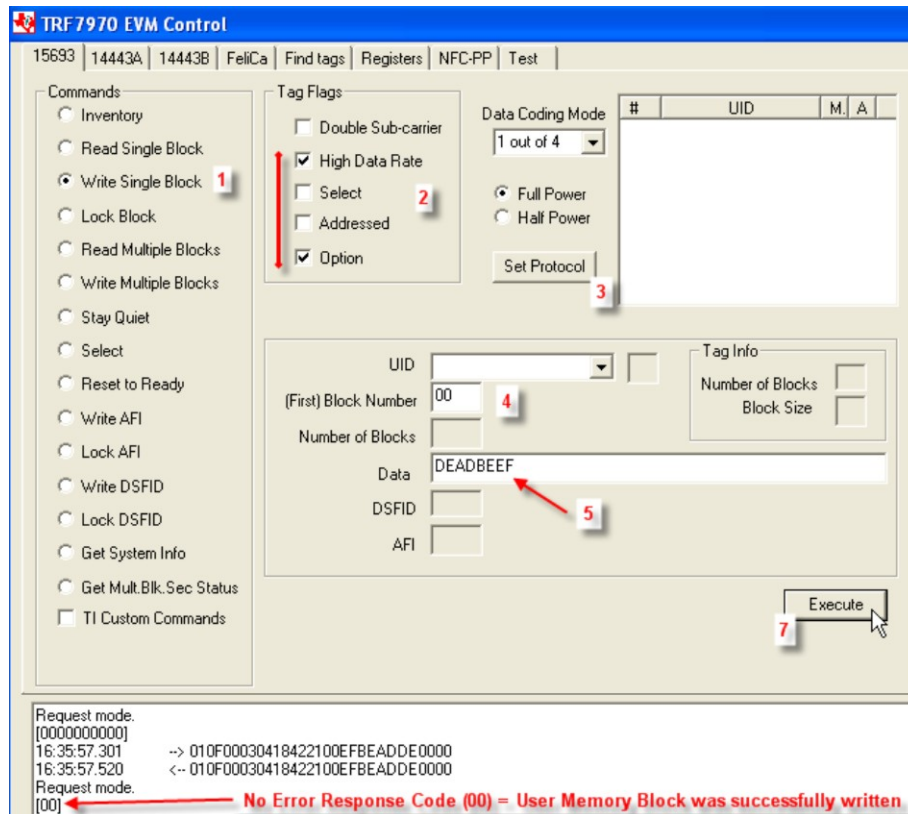 TRF7970 EVM Control
15693 14443A 14443B FeliCa Find tags Registers NFC-PP Test
Commands
Inventory
Read Single Block
Write Single Block 1
Lock Block
Read Multiple Blocks
Write Multiple Blocks
Stay Quiet
Select
Reset to Ready
Write AFI
Lock AFI
Write DSFID
Lock DSFID
Get System Info
Get Mult.Blk.Sec Status
TI Custom Commands
Tag Flags
Double Sub-carrier
High Data Rate
Select
Addressed
Option
2
Data Coding Mode
1 out of 4
Full Power
Half Power
Set Protocol
3
# UID M. A
UID
(First) Block Number 00 4
Number of Blocks
Data DEADBEEF
DSFID
AFI
5
Tag Info
Number of Blocks
Block Size
Execute
7
Request mode.
[0000000000]
16:35:57.301 --> 010F00030418422100EFBEADDE0000
16:35:57.520 <-- 010F00030418422100EFBEADDE0000
Request mode.
[00] No Error Response Code (00) = User Memory Block was successfully written